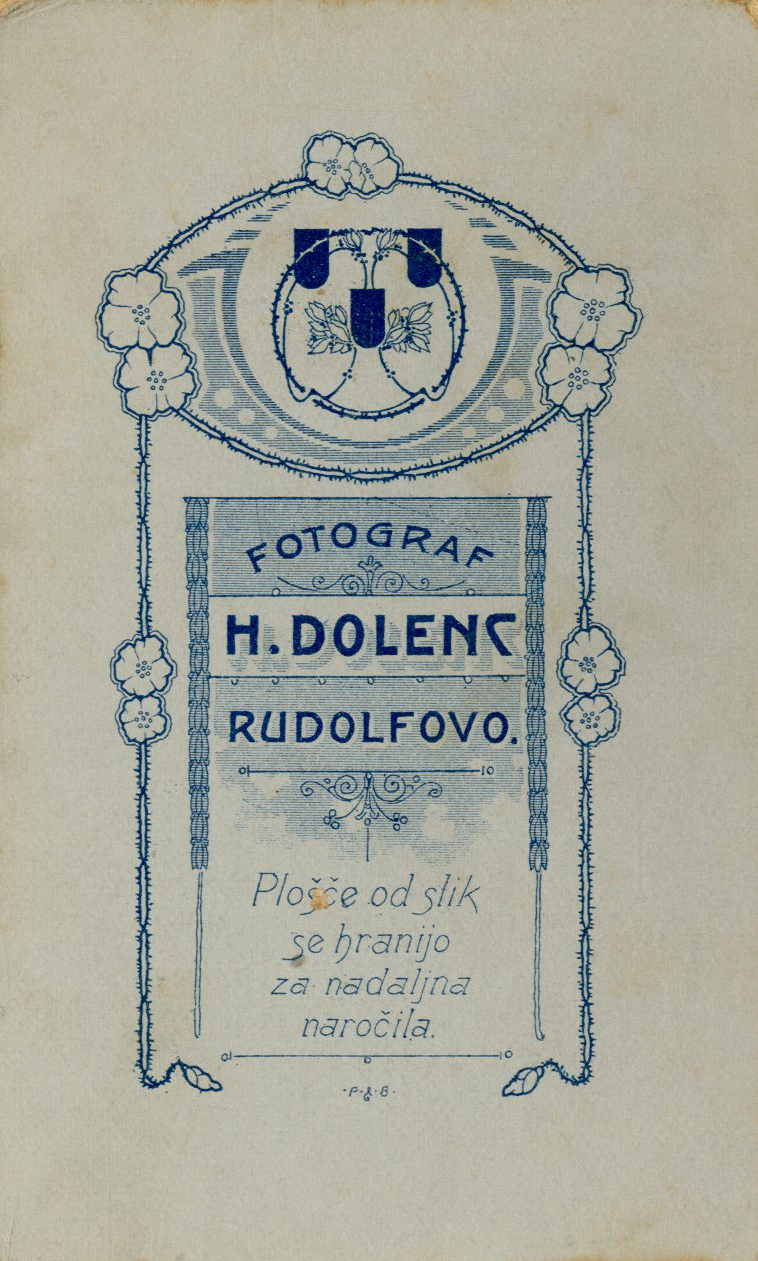 FOTOGRAF
H. DOLENC
RUDOLFOVO.
Plošče od slik
se hranijo
za nadaljna
naročila.
·P·&·B·